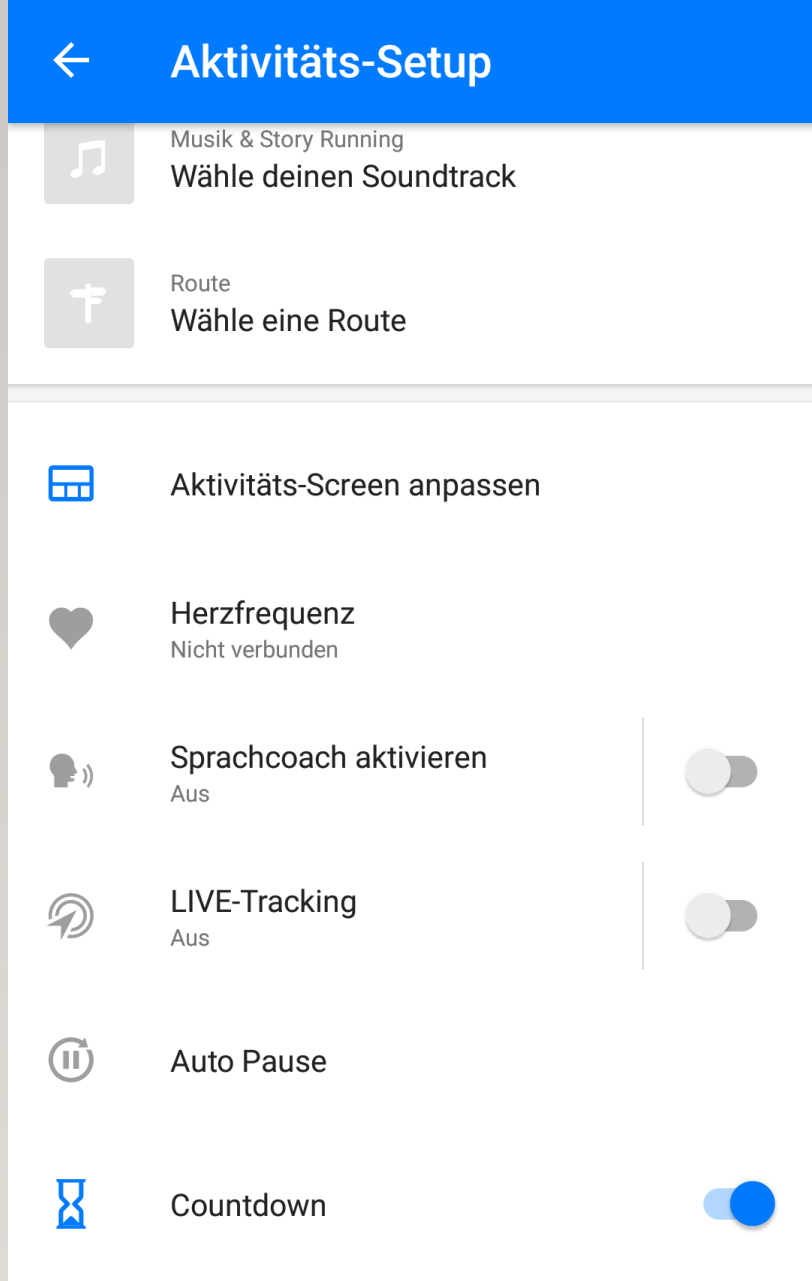 Aktivitäts-Setup
Musik & Story Running
Wähle deinen Soundtrack
Route
Wähle eine Route
Aktivitäts-Screen anpassen
Herzfrequenz
Nicht verbunden
Sprachcoach aktivieren
Aus
LIVE-Tracking
Aus
Auto Pause
Countdown